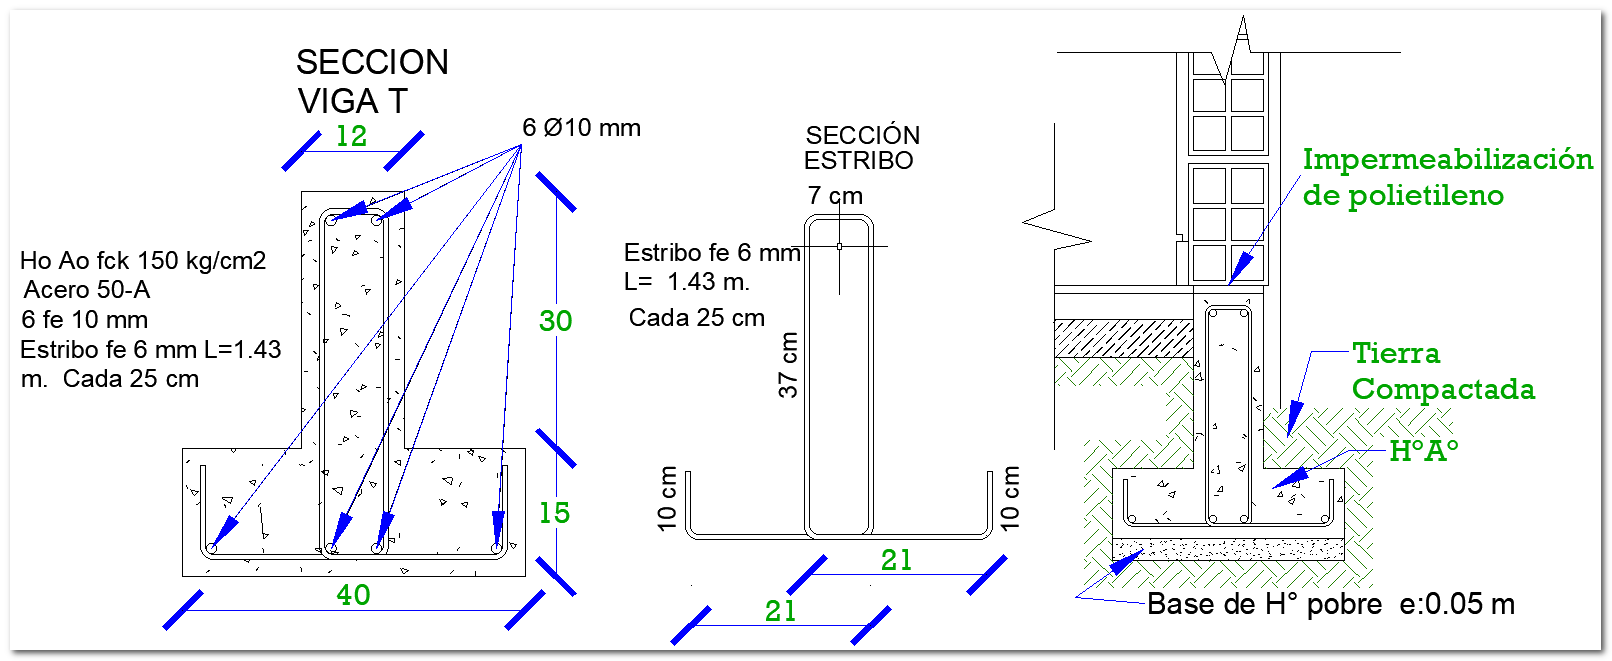 SECCION
VIGA T
12
6 Ø10 mm
Ho Ao fck 150 kg/cm2
Acero 50-A
6 fe 10 mm
Estribo fe 6 mm L=1.43
m. Cada 25 cm
30
15
40
SECCIÓN
ESTRIBO
7 cm
Estribo fe 6 mm
L= 1.43 m.
Cada 25 cm
37 cm
10 cm
10 cm
21
21
Impermeabilización
de polietileno
Tierra
Compactada
H°A°
Base de H° pobre e:0.05 m